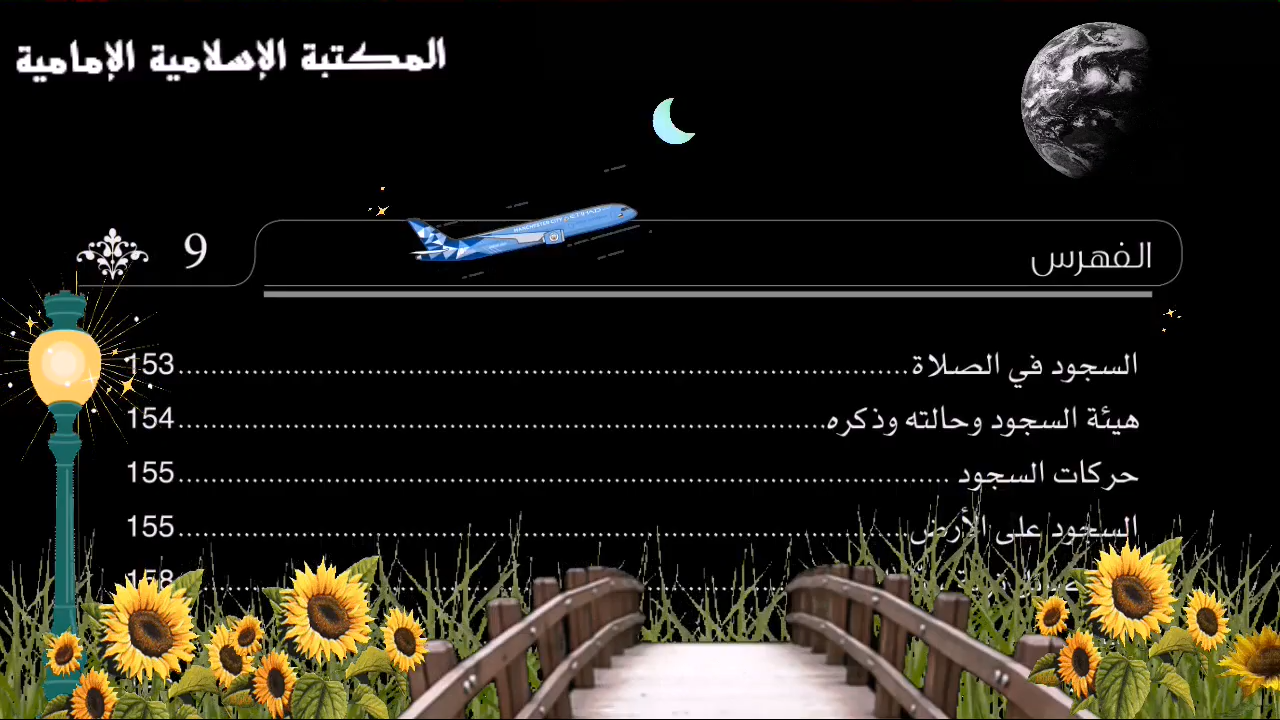 المكتبة الإسلامية الإمامية
الفهرس 9
السجود في الصلاة........153
هيئة السجود وحالته وذكره........154
حركات السجود........155
السجود على الأرض........155
158